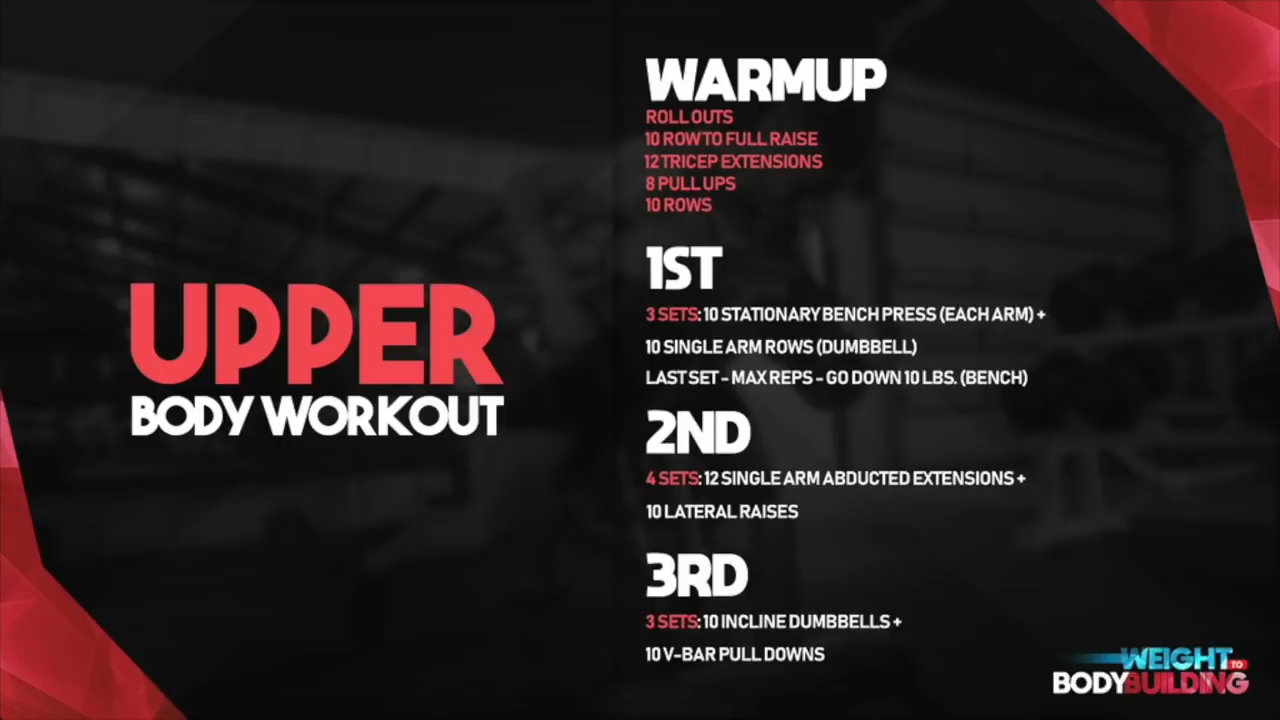 UPPER
BODY WORKOUT
WARMUP
ROLL OUTS
10 ROW TO FULL RAISE
12 TRICEP EXTENSIONS
8 PULL UPS
10 ROWS
1ST
3 SETS: 10 STATIONARY BENCH PRESS (EACH ARM) +
10 SINGLE ARM ROWS (DUMBBELL)
LAST SET - MAX REPS - GO DOWN 10 LBS. (BENCH)
2ND
4 SETS: 12 SINGLE ARM ABDUCTED EXTENSIONS +
10 LATERAL RAISES
3RD
3 SETS: 10 INCLINE DUMBBELLS +
10 V-BAR PULL DOWNS
WEIGHT TO
BODYBUILDING